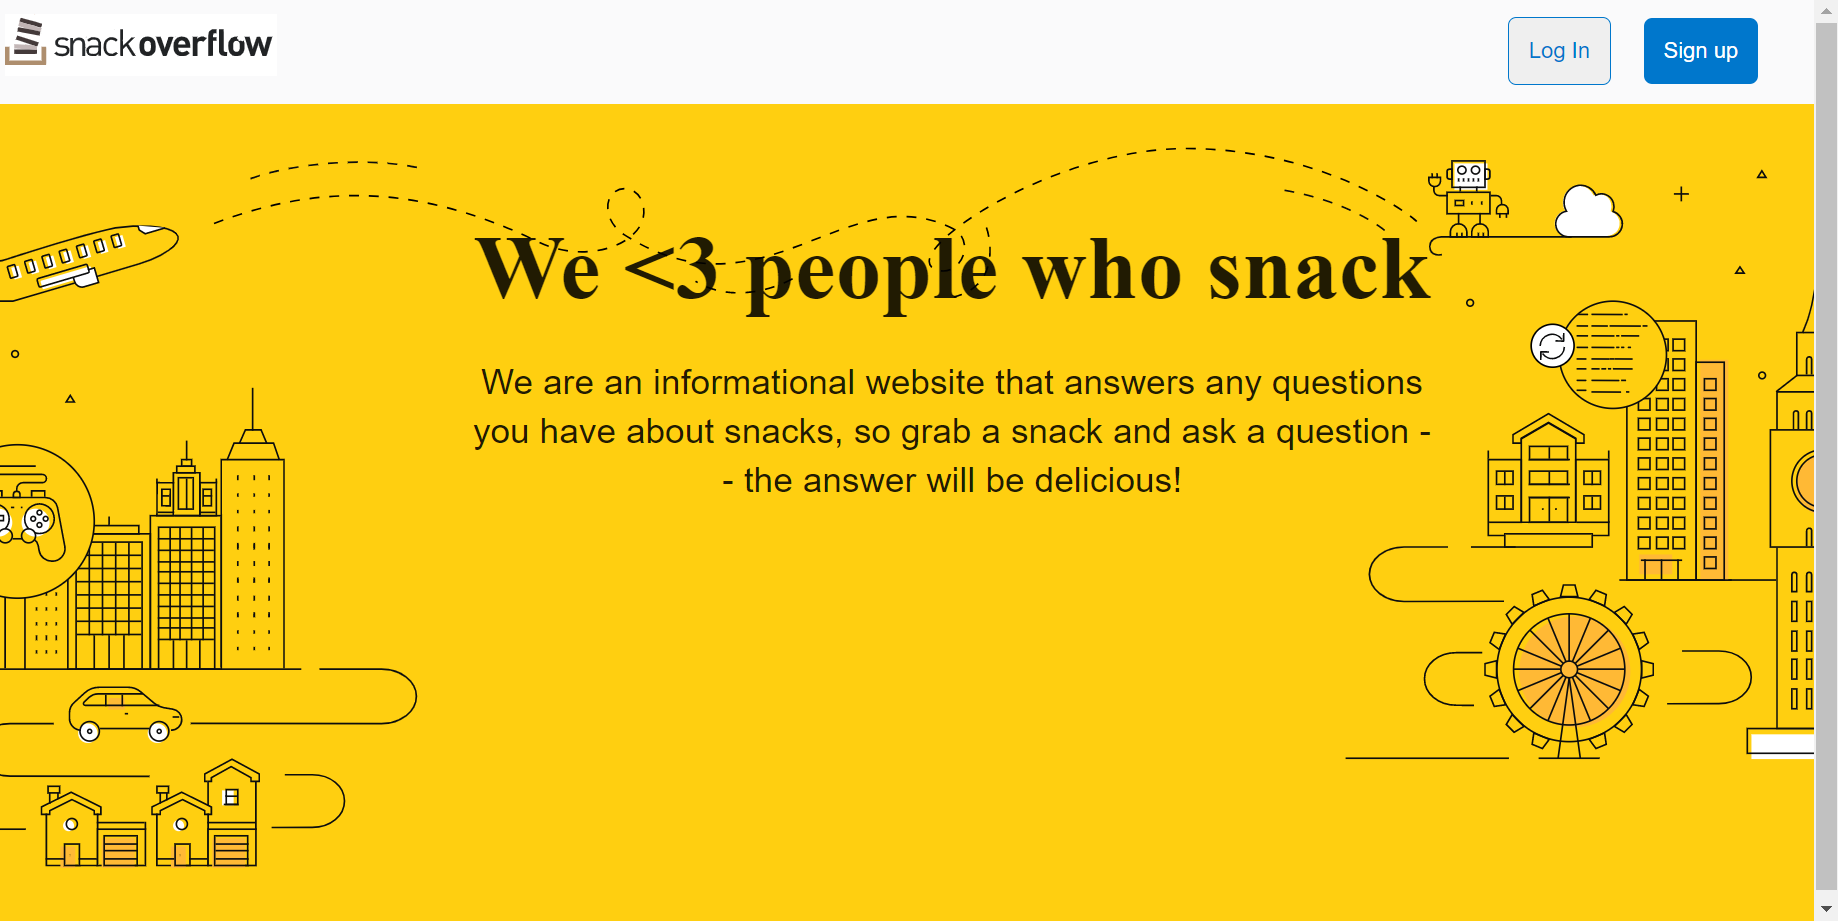 snackoverflow
Log In
Sign up
We <3 people who snack
We are an informational website that answers any questions
you have about snacks, so grab a snack and ask a question -
- the answer will be delicious!